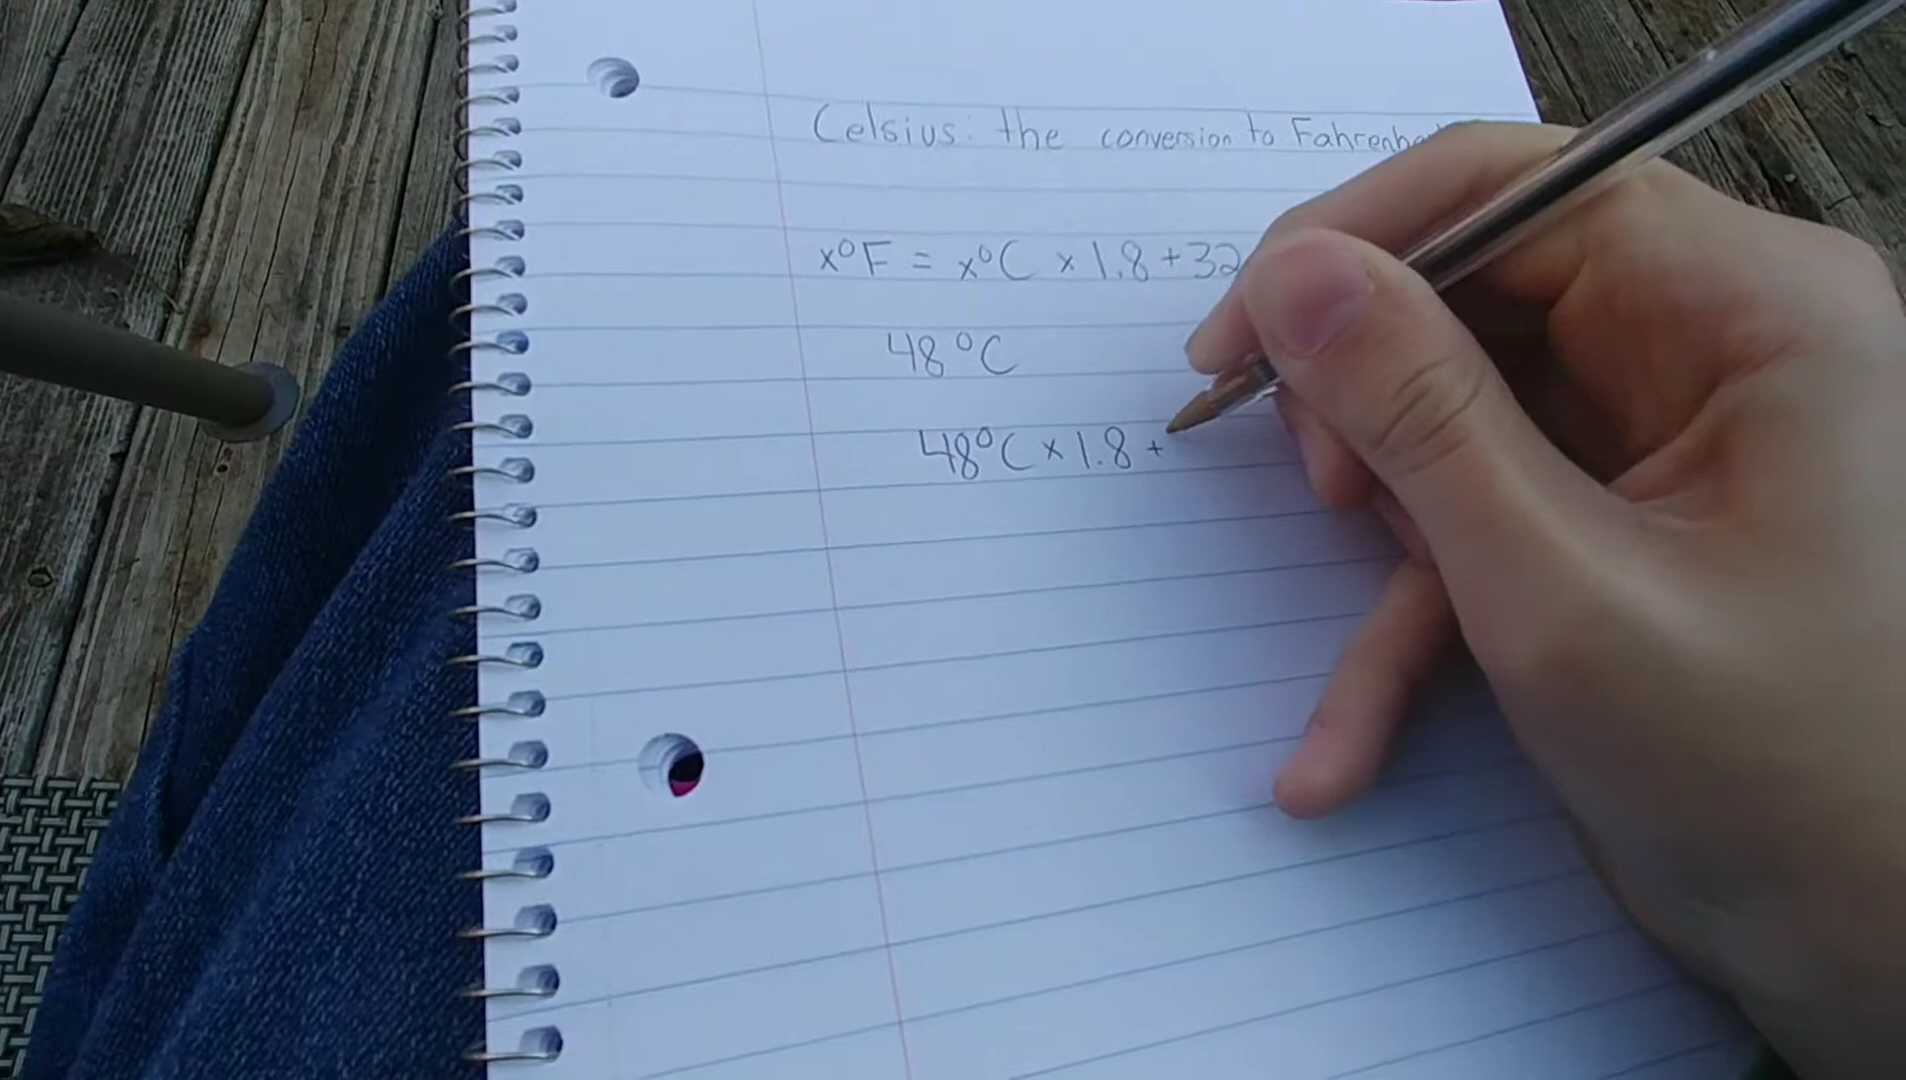 Celsius: the conversion to
x°F = x°C x 1.8 + 32
48°C
48°C x 1.8 +